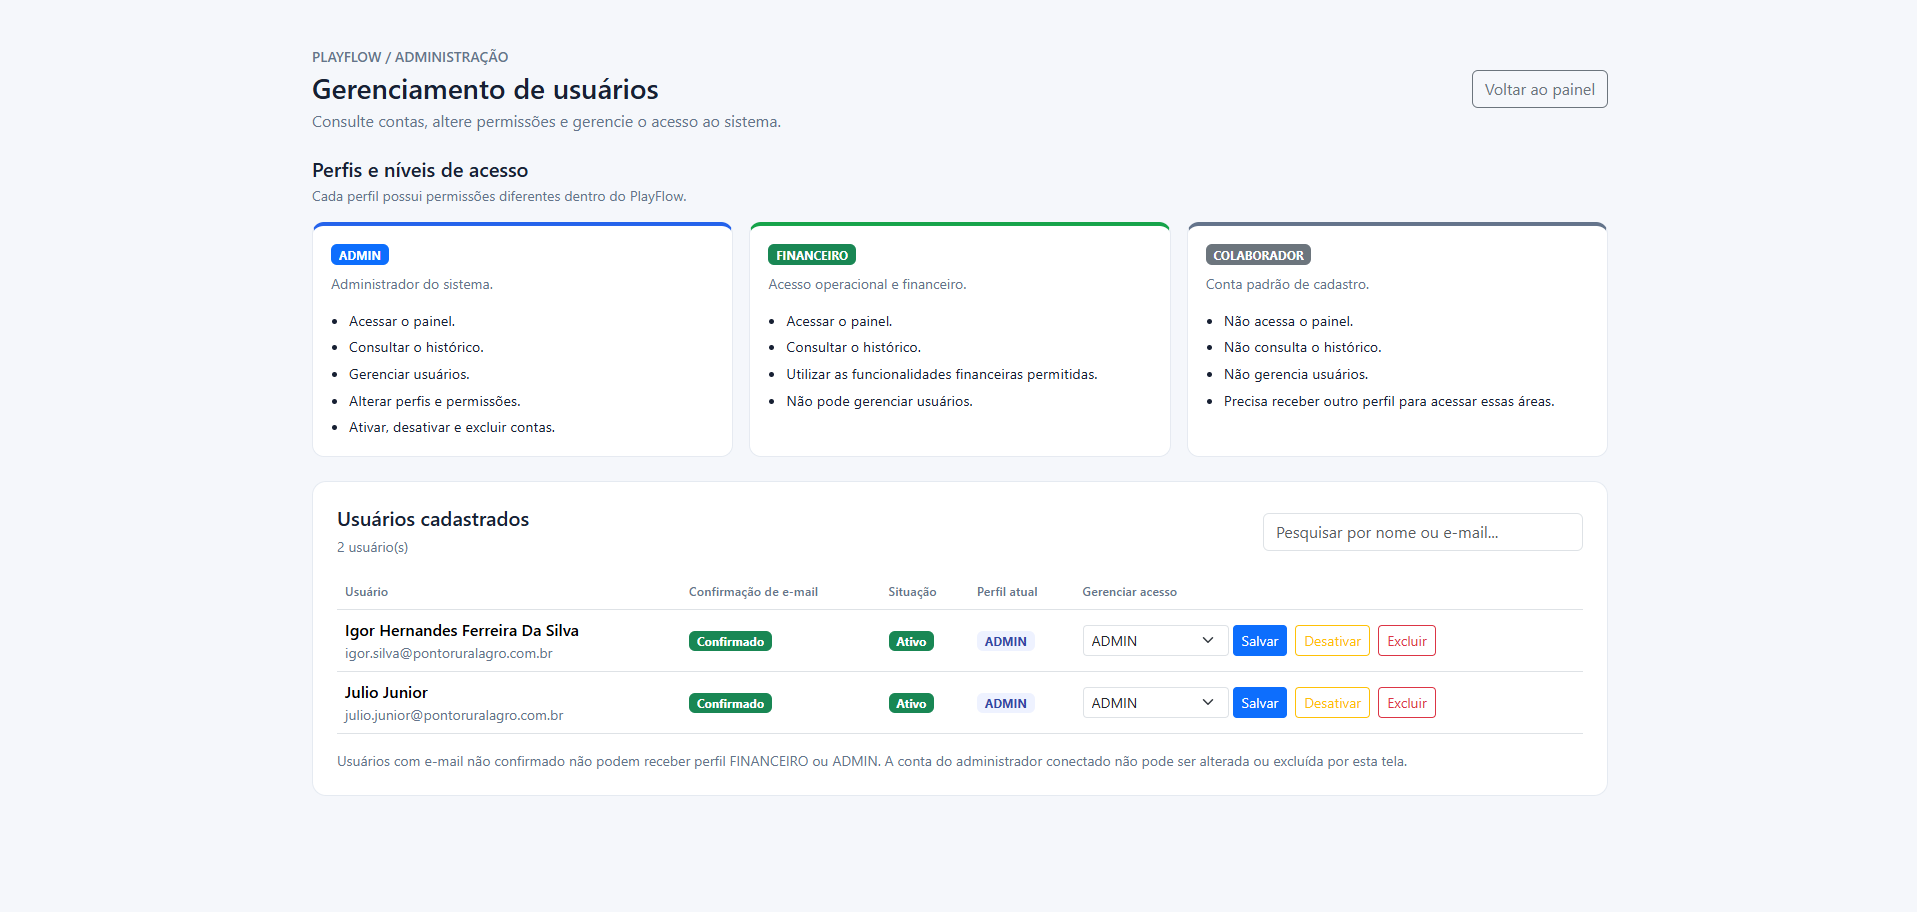 PLAYFLOW / ADMINISTRAÇÃO
Gerenciamento de usuários
Voltar ao painel
Consulte contas, altere permissões e gerencie o acesso ao sistema.
Perfis e níveis de acesso
Cada perfil possui permissões diferentes dentro do PlayFlow.
ADMIN
Administrador do sistema.
Acessar o painel.
Consultar o histórico.
Gerenciar usuários.
Alterar perfis e permissões.
Ativar, desativar e excluir contas.
FINANCEIRO
Acesso operacional e financeiro.
Acessar o painel.
Consultar o histórico.
Utilizar as funcionalidades financeiras permitidas.
Não pode gerenciar usuários.
COLABORADOR
Conta padrão de cadastro.
Não acessa o painel.
Não consulta o histórico.
Não gerencia usuários.
Precisa receber outro perfil para acessar essas áreas.
Usuários cadastrados
2 usuário(s)
Pesquisar por nome ou e-mail...
Usuário Confirmação de e-mail Situação Perfil atual Gerenciar acesso
Igor Hernandes Ferreira Da Silva
igor.silva@pontoruralagro.com.br
Confirmado Ativo ADMIN ADMIN Salvar Desativar Excluir
Julio Junior
julio.junior@pontoruralagro.com.br
Confirmado Ativo ADMIN ADMIN Salvar Desativar Excluir
Usuários com e-mail não confirmado não podem receber perfil FINANCEIRO ou ADMIN. A conta do administrador conectado não pode ser alterada ou excluída por esta tela.